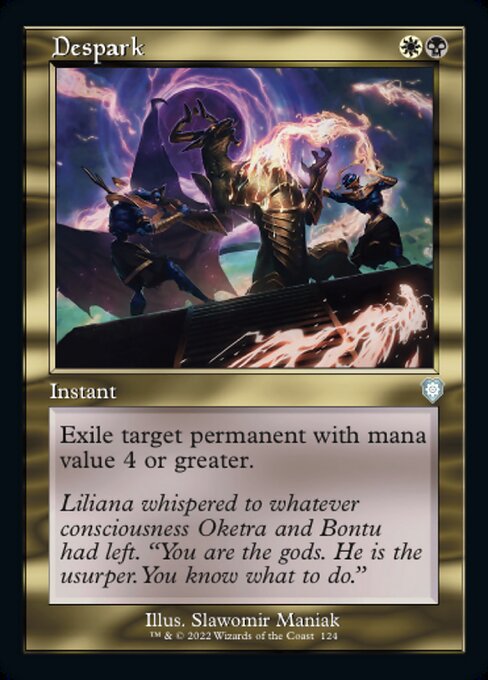 Despark
Instant
Exile target permanent with mana
value 4 or greater.
Liliana whispered to whatever
consciousness Oketra and Bontu
had left. “You are the gods. He is the
usurper. You know what to do.”
Illus. Slawomir Maniak
™ & © 2022 Wizards of the Coast 124